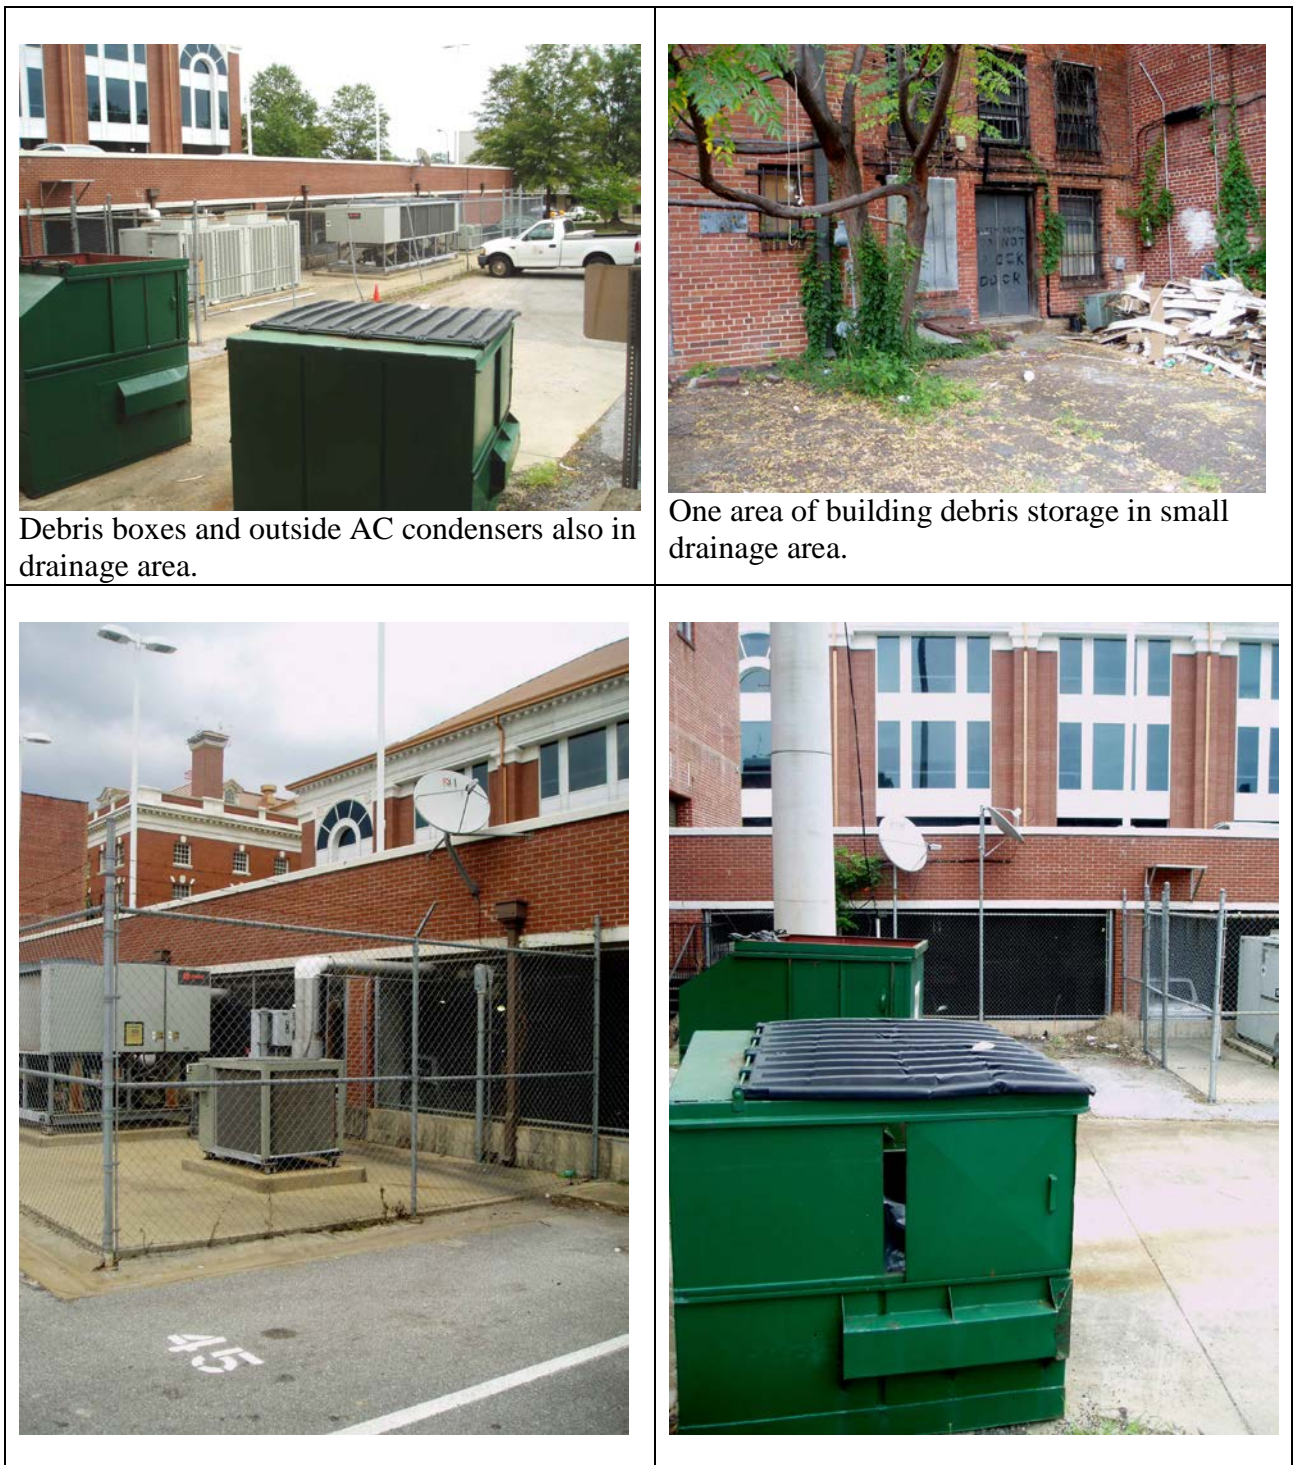 Debris boxes and outside AC condensers also in
drainage area.
NOT
DOOR
One area of building debris storage in small
drainage area.
45